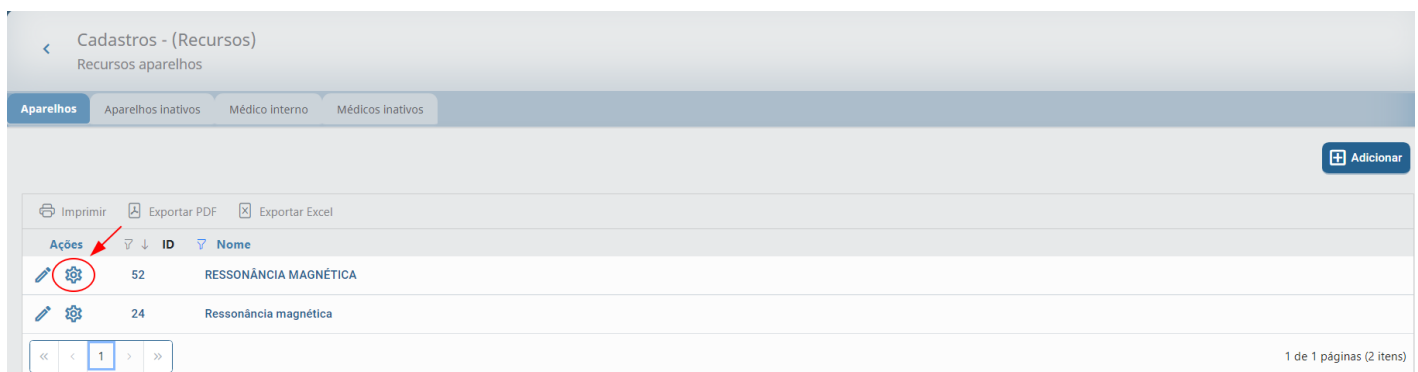 Cadastros - (Recursos)
Recursos aparelhos
Aparelhos Aparelhos inativos Médico interno Médicos inativos
Adicionar
Imprimir Exportar PDF Exportar Excel
Ações ID Nome
52 RESSONÂNCIA MAGNÉTICA
24 Ressonância magnética
1 1 de 1 páginas (2 itens)